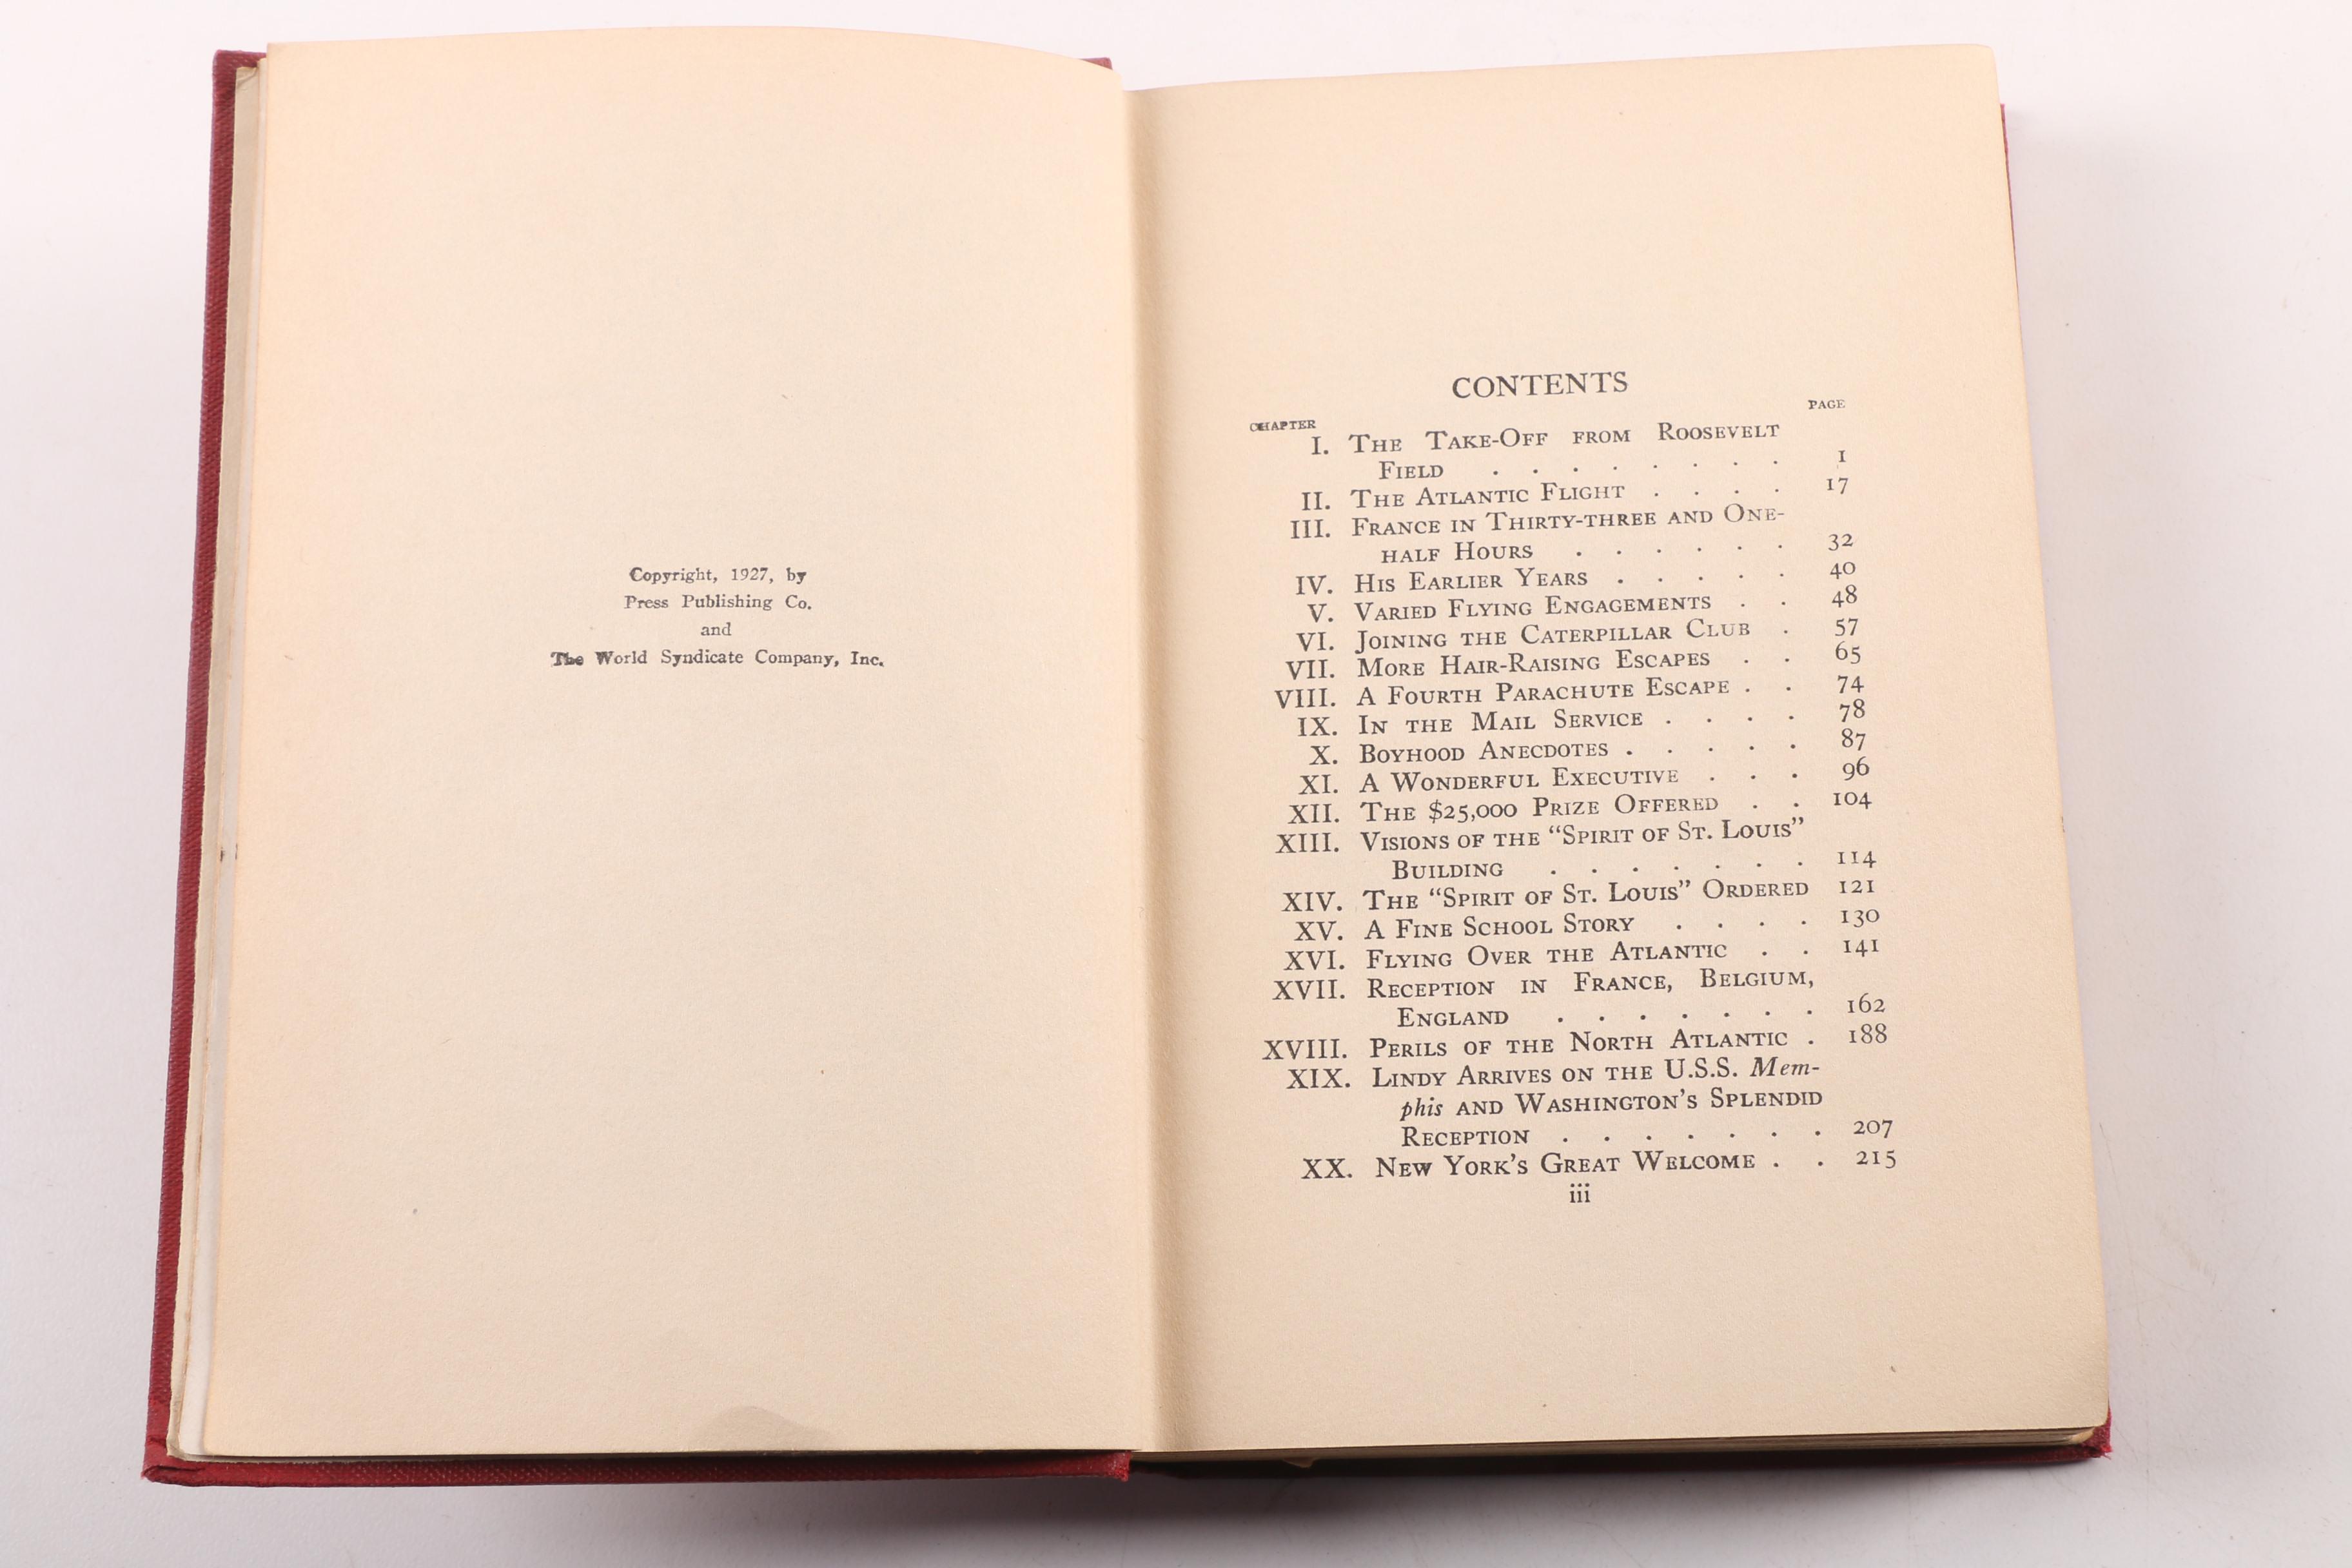 Copyright, 1927, by
Press Publishing Co.
and
The World Syndicate Company, Inc.
CONTENTS
CHAPTER PAGE
I. The Take-Off from Roosevelt
Field . . . . . . . . 1
II. The Atlantic Flight . . . . 17
III. France in Thirty-three and One-
half Hours . . . . . . 32
IV. His Earlier Years . . . . . 40
V. Varied Flying Engagements . . 48
VI. Joining the Caterpillar Club . 57
VII. More Hair-Raising Escapes . . 65
VIII. A Fourth Parachute Escape . . 74
IX. In the Mail Service . . . . 78
X. Boyhood Anecdotes . . . . . 87
XI. A Wonderful Executive . . . 96
XII. The $25,000 Prize Offered . . 104
XIII. Visions of the "Spirit of St. Louis"
Building . . . . . . . 114
XIV. The "Spirit of St. Louis" Ordered 121
XV. A Fine School Story . . . . 130
XVI. Flying Over the Atlantic . . 141
XVII. Reception in France, Belgium,
England . . . . . . . 162
XVIII. Perils of the North Atlantic . 188
XIX. Lindy Arrives on the U.S.S. Mem-
phis and Washington's Splendid
Reception . . . . . . . 207
XX. New York's Great Welcome . . 215
iii